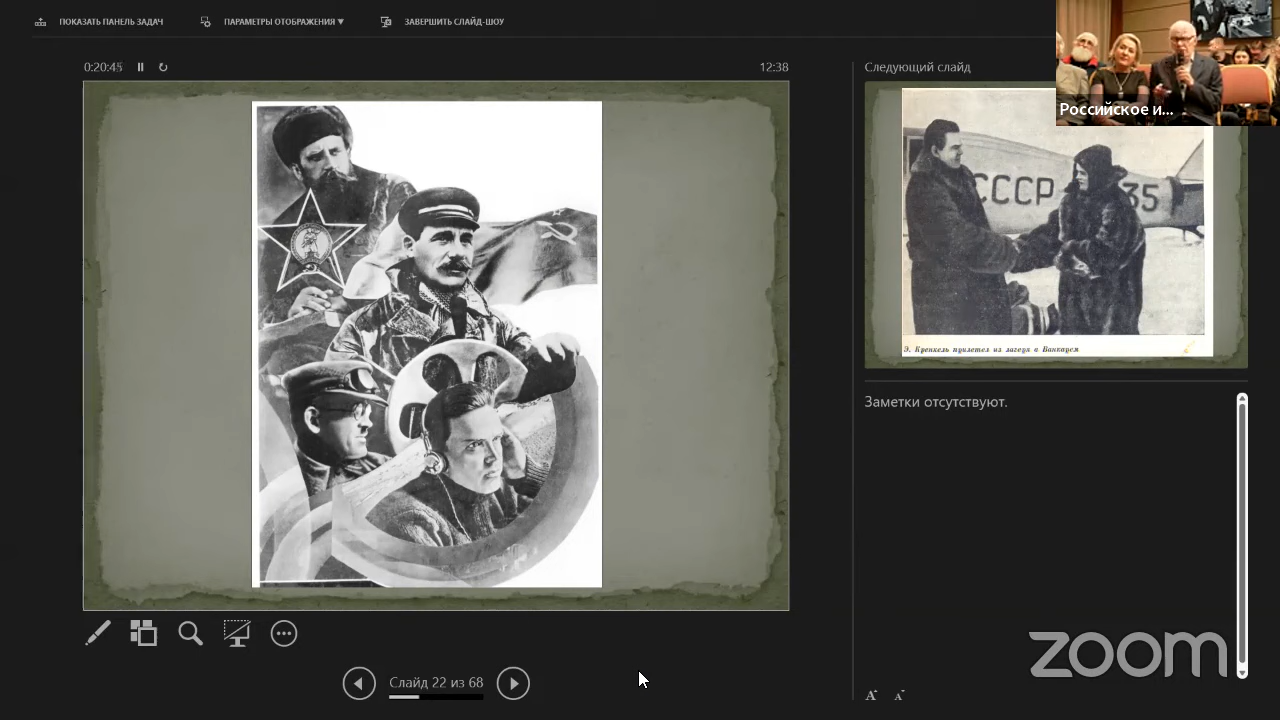 ПОКАЗАТЬ ПАНЕЛЬ ЗАДАЧ
ПАРАМЕТРЫ ОТОБРАЖЕНИЯ ▼
ЗАВЕРШИТЬ СЛАЙД-ШОУ
0:20:45
12:38
Следующий слайд
Российское и...
СССР
35
Э. Кренкель прилетел из лагеря в Ванкарем
Заметки отсутствуют.
Слайд 22 из 68
zoom
A A